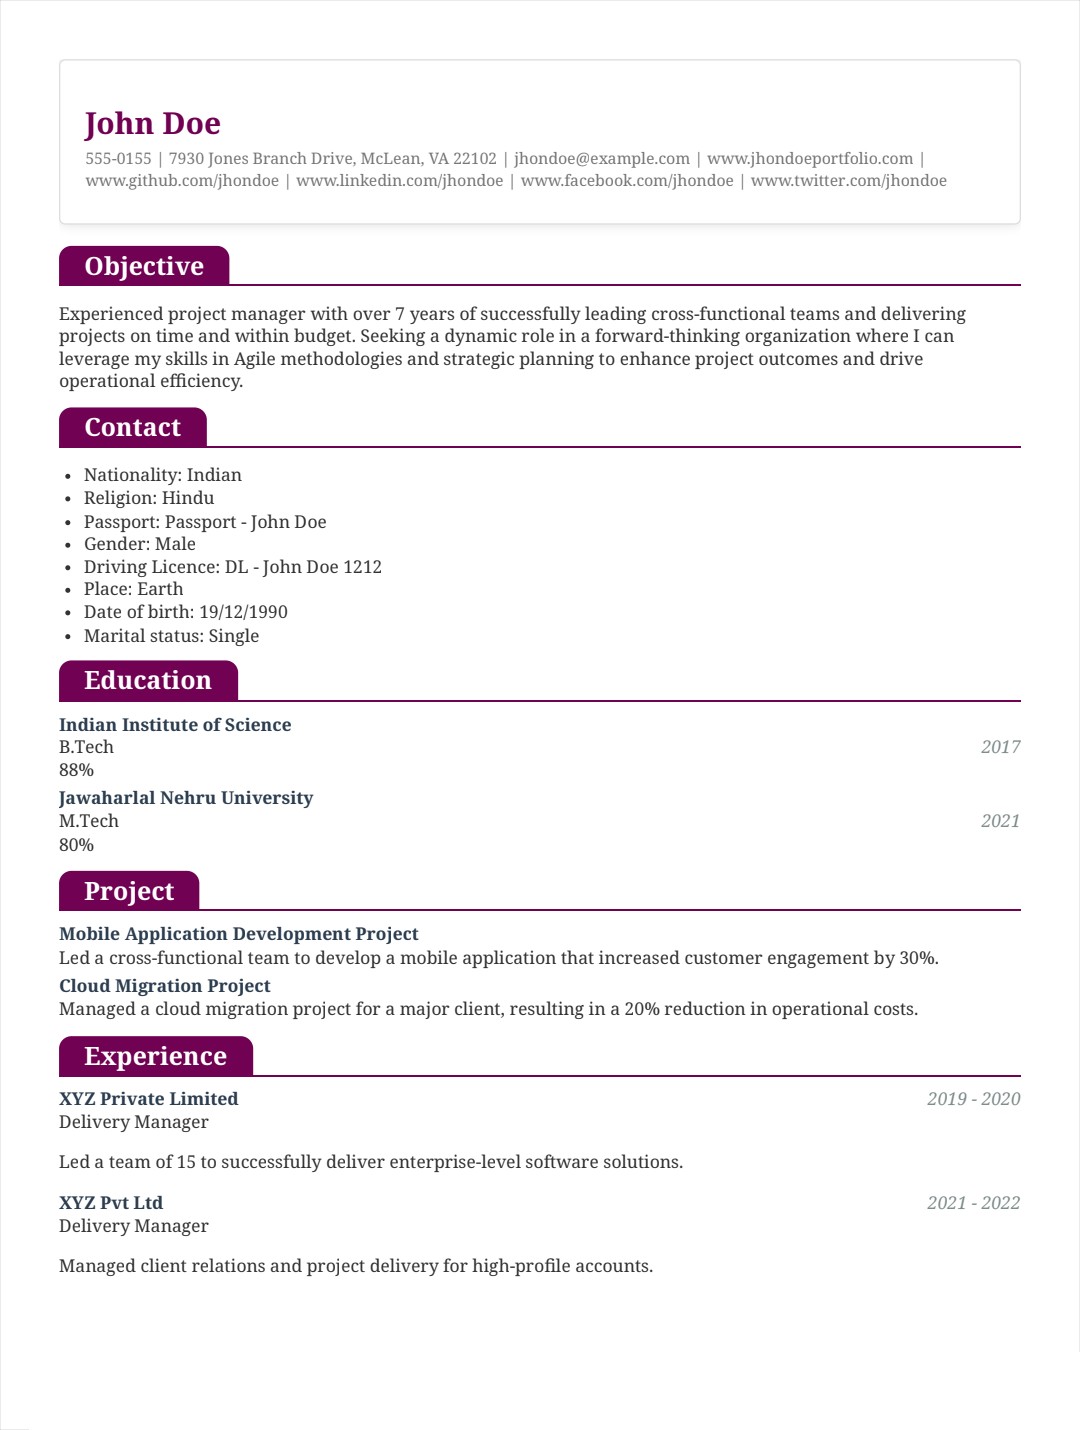 John Doe
555-0155 | 7930 Jones Branch Drive, McLean, VA 22102 | jhondoe@example.com | www.jhondoeportfolio.com |
www.github.com/jhondoe | www.linkedin.com/jhondoe | www.facebook.com/jhondoe | www.twitter.com/jhondoe
Objective
Experienced project manager with over 7 years of successfully leading cross-functional teams and delivering
projects on time and within budget. Seeking a dynamic role in a forward-thinking organization where I can
leverage my skills in Agile methodologies and strategic planning to enhance project outcomes and drive
operational efficiency.
Contact
• Nationality: Indian
• Religion: Hindu
• Passport: Passport - John Doe
• Gender: Male
• Driving Licence: DL - John Doe 1212
• Place: Earth
• Date of birth: 19/12/1990
• Marital status: Single
Education
Indian Institute of Science
B.Tech 2017
88%
Jawaharlal Nehru University
M.Tech 2021
80%
Project
Mobile Application Development Project
Led a cross-functional team to develop a mobile application that increased customer engagement by 30%.
Cloud Migration Project
Managed a cloud migration project for a major client, resulting in a 20% reduction in operational costs.
Experience
XYZ Private Limited 2019 - 2020
Delivery Manager
Led a team of 15 to successfully deliver enterprise-level software solutions.
XYZ Pvt Ltd 2021 - 2022
Delivery Manager
Managed client relations and project delivery for high-profile accounts.